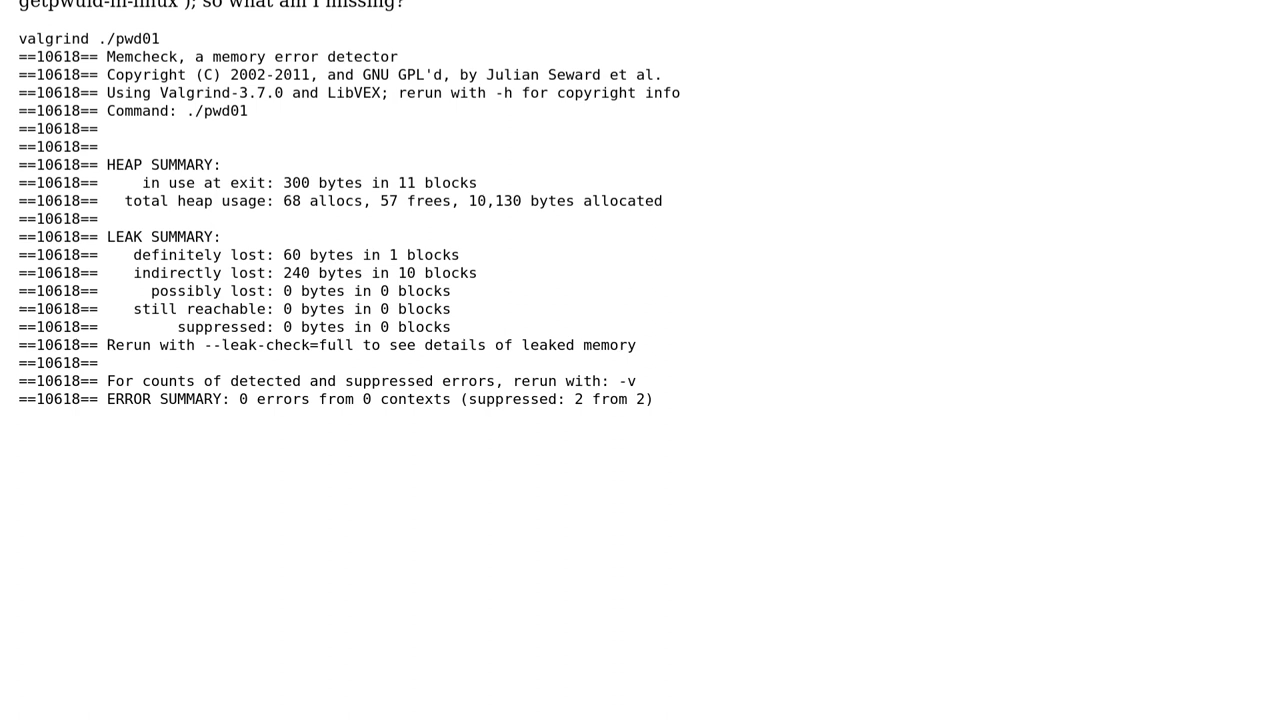 getpwuid-in-linux ); so what am I missing?
valgrind ./pwd01
==10618== Memcheck, a memory error detector
==10618== Copyright (C) 2002-2011, and GNU GPL'd, by Julian Seward et al.
==10618== Using Valgrind-3.7.0 and LibVEX; rerun with -h for copyright info
==10618== Command: ./pwd01
==10618==
==10618==
==10618== HEAP SUMMARY:
==10618==     in use at exit: 300 bytes in 11 blocks
==10618==   total heap usage: 68 allocs, 57 frees, 10,130 bytes allocated
==10618==
==10618== LEAK SUMMARY:
==10618==    definitely lost: 60 bytes in 1 blocks
==10618==    indirectly lost: 240 bytes in 10 blocks
==10618==      possibly lost: 0 bytes in 0 blocks
==10618==    still reachable: 0 bytes in 0 blocks
==10618==         suppressed: 0 bytes in 0 blocks
==10618== Rerun with --leak-check=full to see details of leaked memory
==10618==
==10618== For counts of detected and suppressed errors, rerun with: -v
==10618== ERROR SUMMARY: 0 errors from 0 contexts (suppressed: 2 from 2)